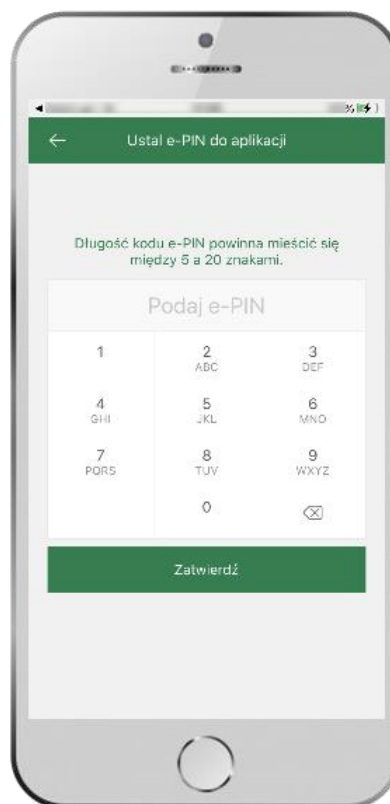 Ustal e-PIN do aplikacji
Długość kodu e-PIN powinna mieścić się
między 5 a 20 znakami.
Podaj e-PIN
1 2 3
ABC DEF
4 5 6
GHI JKL MNO
7 8 9
PQRS TUV WXYZ
0
Zatwierdź